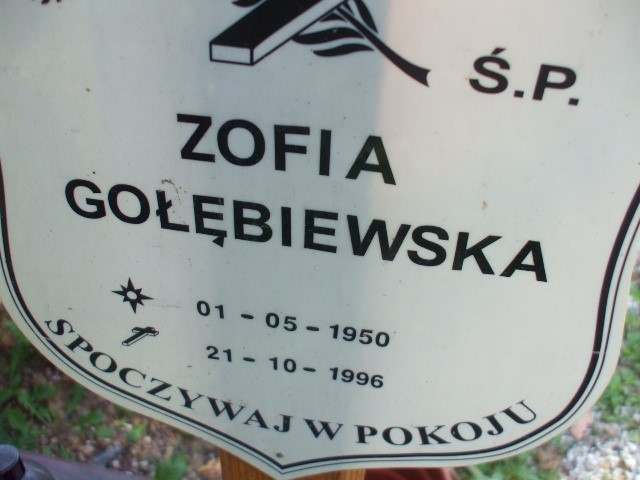 Ś.P.
ZOFIA
GOŁĘBIEWSKA
01 - 05 - 1950
21 - 10 - 1996
SPOCZYWAJ W POKOJU